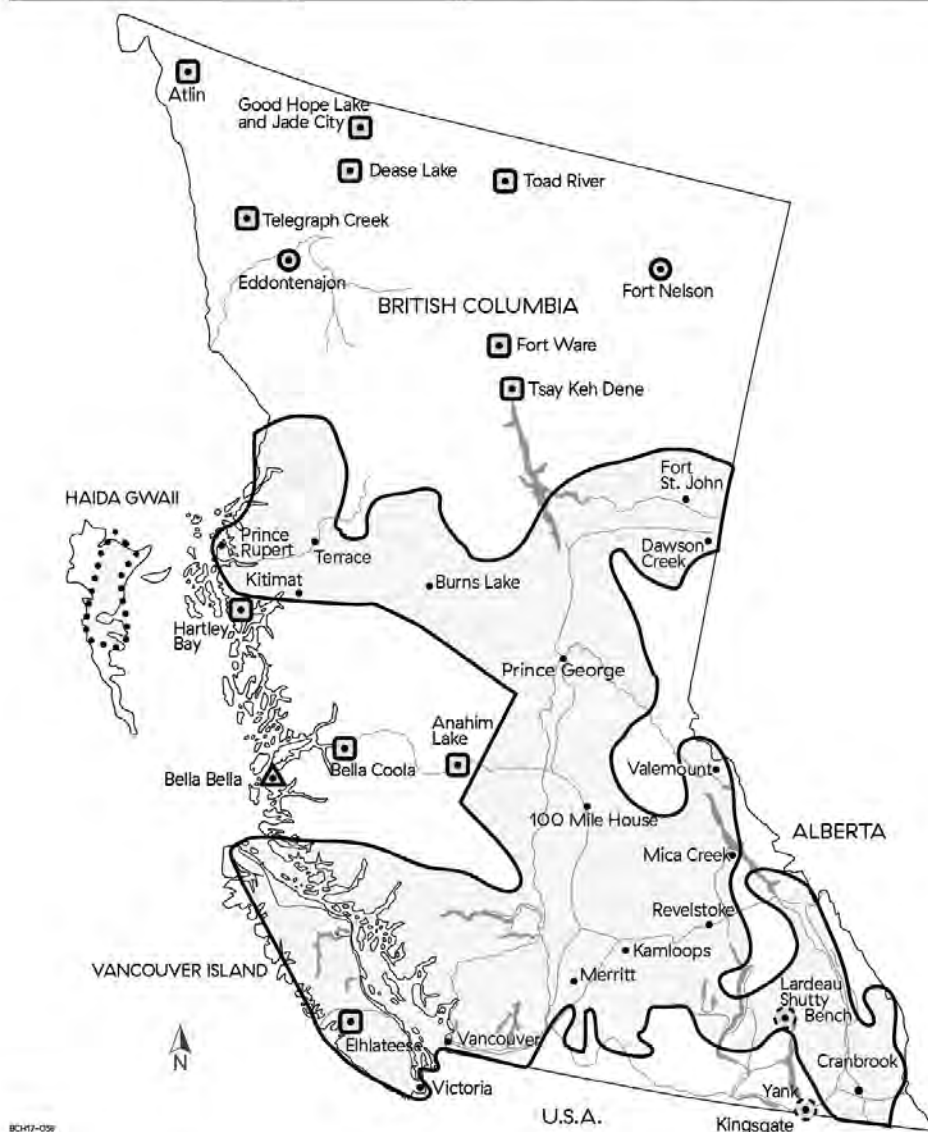 Atlin
Good Hope Lake
and Jade City
Dease Lake
Toad River
Telegraph Creek
Eddontenajon
Fort Nelson
BRITISH COLUMBIA
Fort Ware
Tsay Keh Dene
Fort
St. John
HAIDA GWAII
Prince
Rupert
Terrace
Dawson
Creek
Kitimat
Burns Lake
Hartley
Bay
Prince George
Anahim
Lake
Bella Coola
Bella Bella
Valemount
100 Mile House
ALBERTA
Mica Creek
Revelstoke
Kamloops
VANCOUVER ISLAND
Merritt
Lardeau
Shutty
Bench
Elhlateese
Vancouver
Cranbrook
N
Victoria
Yank
U.S.A.
Kingsgate
BCH17-059